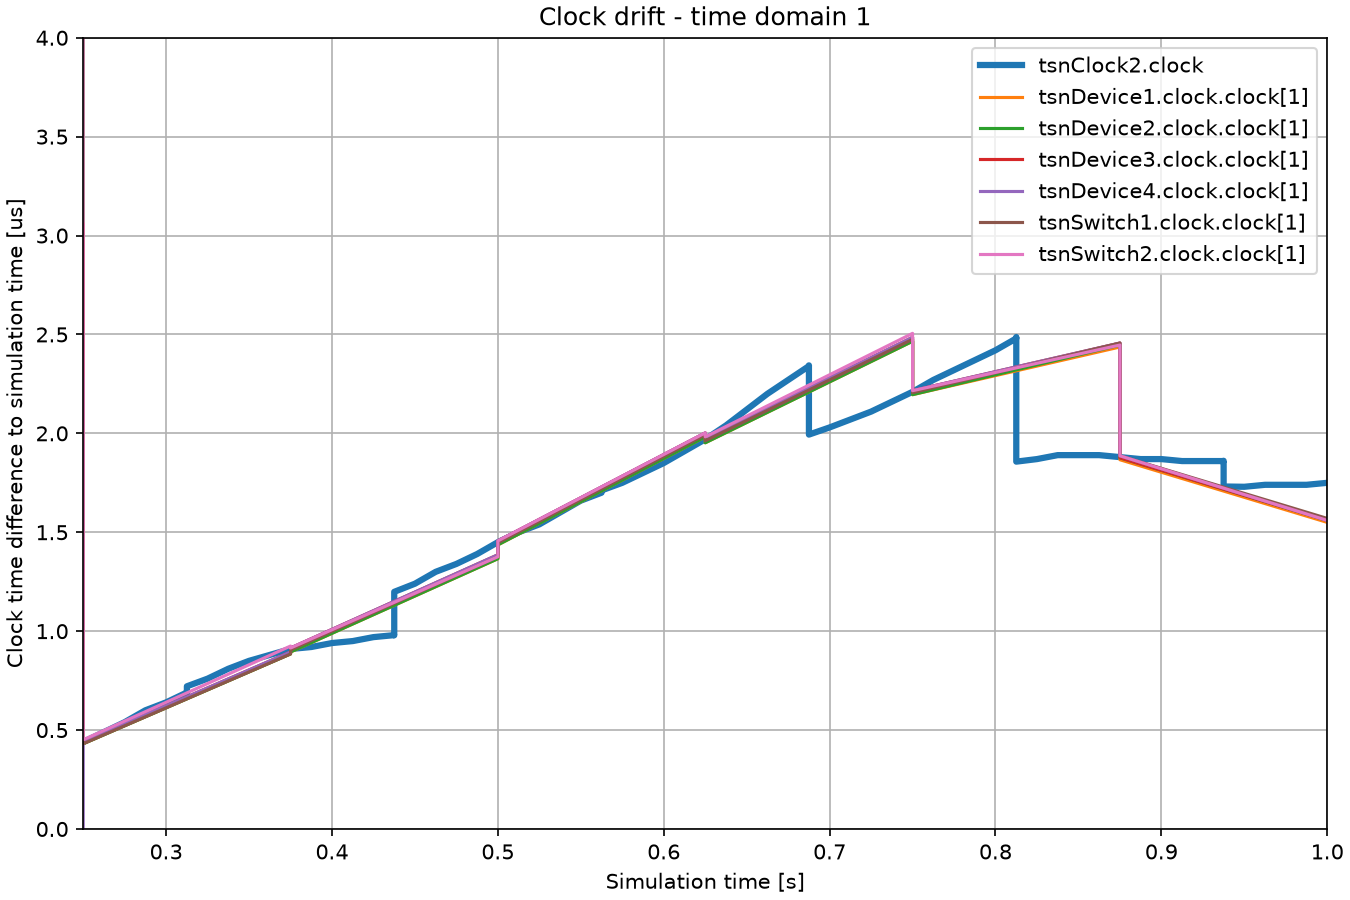 Clock drift - time domain 1
Clock time difference to simulation time [us]
4.0
3.5
3.0
2.5
2.0
1.5
1.0
0.5
0.0
tsnClock2.clock
tsnDevice1.clock.clock[1]
tsnDevice2.clock.clock[1]
tsnDevice3.clock.clock[1]
tsnDevice4.clock.clock[1]
tsnSwitch1.clock.clock[1]
tsnSwitch2.clock.clock[1]
0.3 0.4 0.5 0.6 0.7 0.8 0.9 1.0
Simulation time [s]